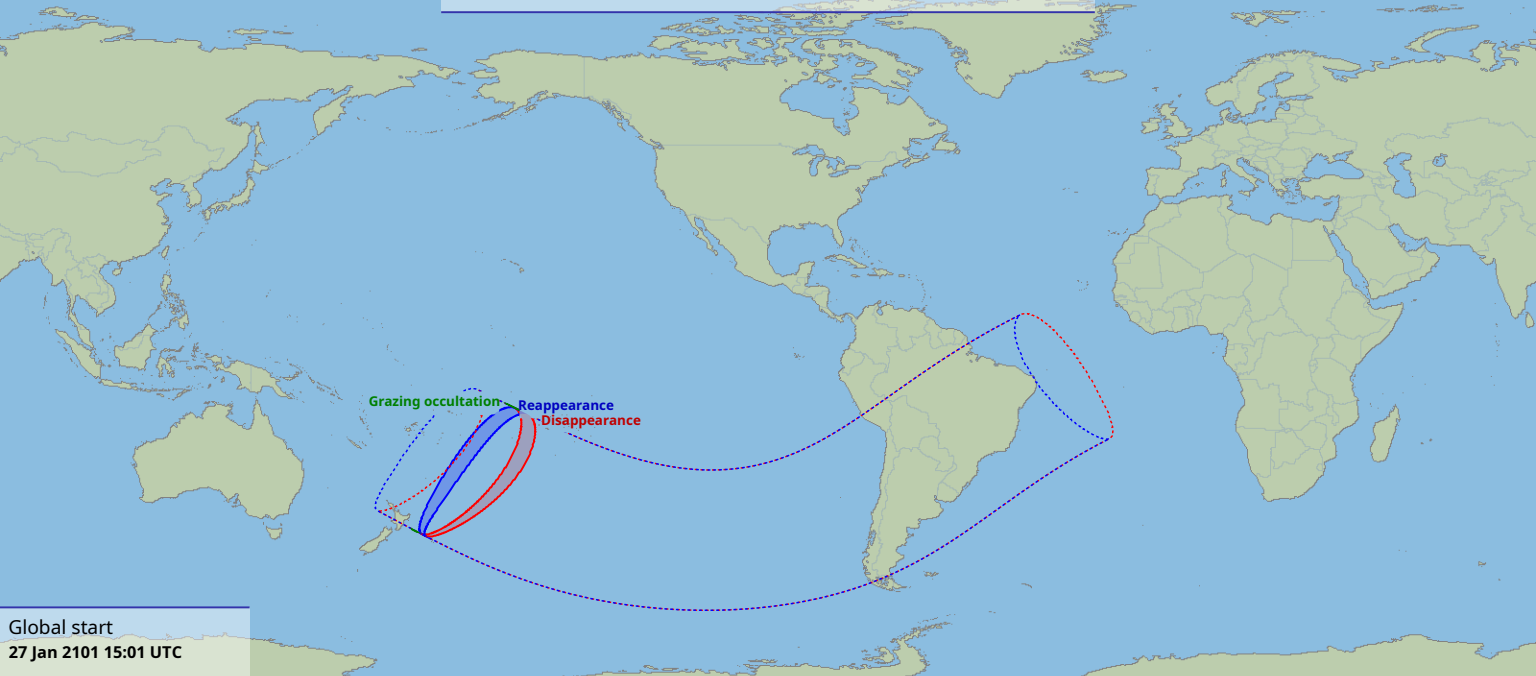 Grazing occultation
Reappearance
Disappearance
Global start
27 Jan 2101 15:01 UTC